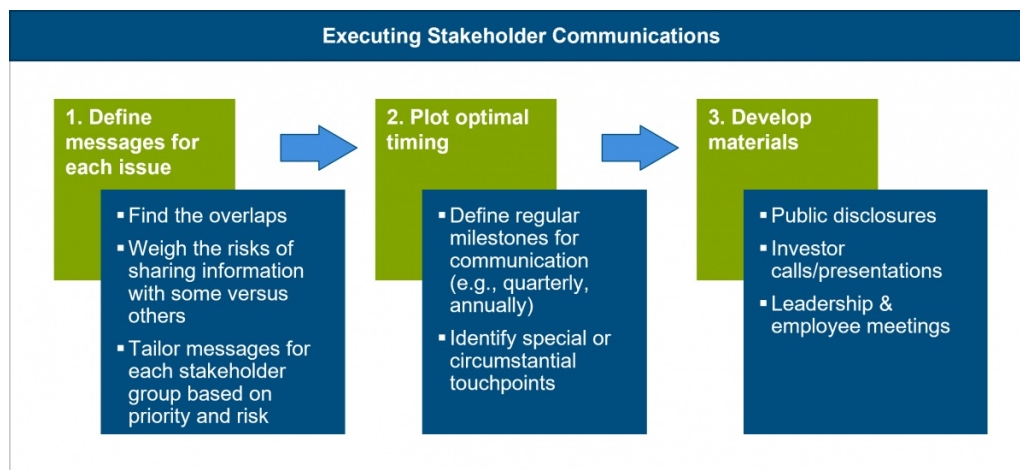 Executing Stakeholder Communications
1. Define
messages for
each issue
▪ Find the overlaps
▪ Weigh the risks of
sharing information
with some versus
others
▪ Tailor messages for
each stakeholder
group based on
priority and risk
2. Plot optimal
timing
▪ Define regular
milestones for
communication
(e.g., quarterly,
annually)
▪ Identify special or
circumstantial
touchpoints
3. Develop
materials
▪ Public disclosures
▪ Investor
calls/presentations
▪ Leadership &
employee meetings